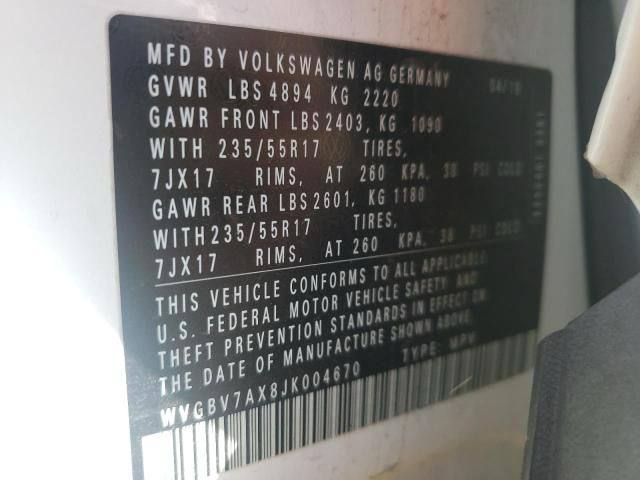 MFD BY VOLKSWAGEN AG GERMANY 04/18
GVWR LBS 4894 KG 2220
GAWR FRONT LBS 2403, KG 1090
WITH 235/55R17 TIRES,
7JX17 RIMS, AT 260 KPA, 38 PSI COLD
GAWR REAR LBS 2601, KG 1180
WITH 235/55R17 TIRES,
7JX17 RIMS, AT 260 KPA, 38 PSI COLD
THIS VEHICLE CONFORMS TO ALL APPLICABLE
U.S. FEDERAL MOTOR VEHICLE SAFETY AND
THEFT PREVENTION STANDARDS IN EFFECT ON
THE DATE OF MANUFACTURE SHOWN ABOVE.
WVGBV7AX8JK004670 TYPE: MPV